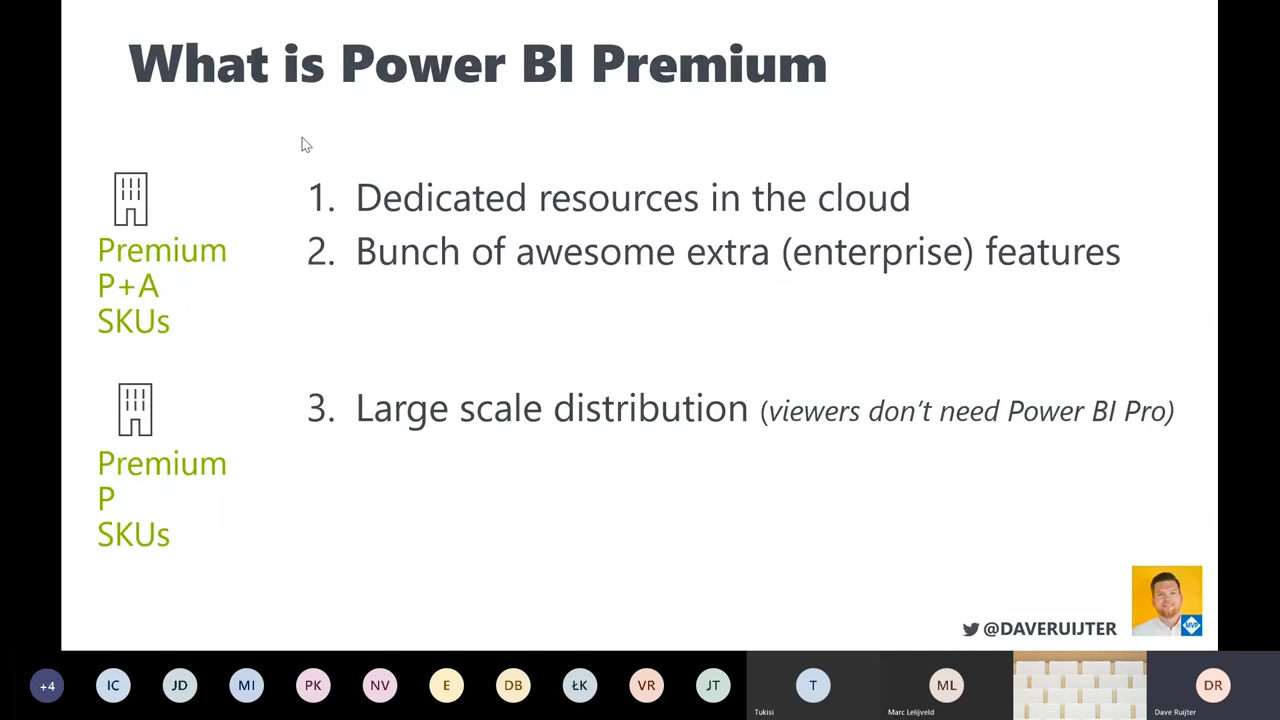 What is Power BI Premium
Premium
P+A
SKUs
1. Dedicated resources in the cloud
2. Bunch of awesome extra (enterprise) features
Premium
P
SKUs
3. Large scale distribution (viewers don't need Power BI Pro)
@DAVERUIJTER
MVP
+4
IC
JD
MI
PK
NV
E
DB
ŁK
VR
JT
T
Tukisi
ML
Marc Lelijveld
DR
Dave Ruijter